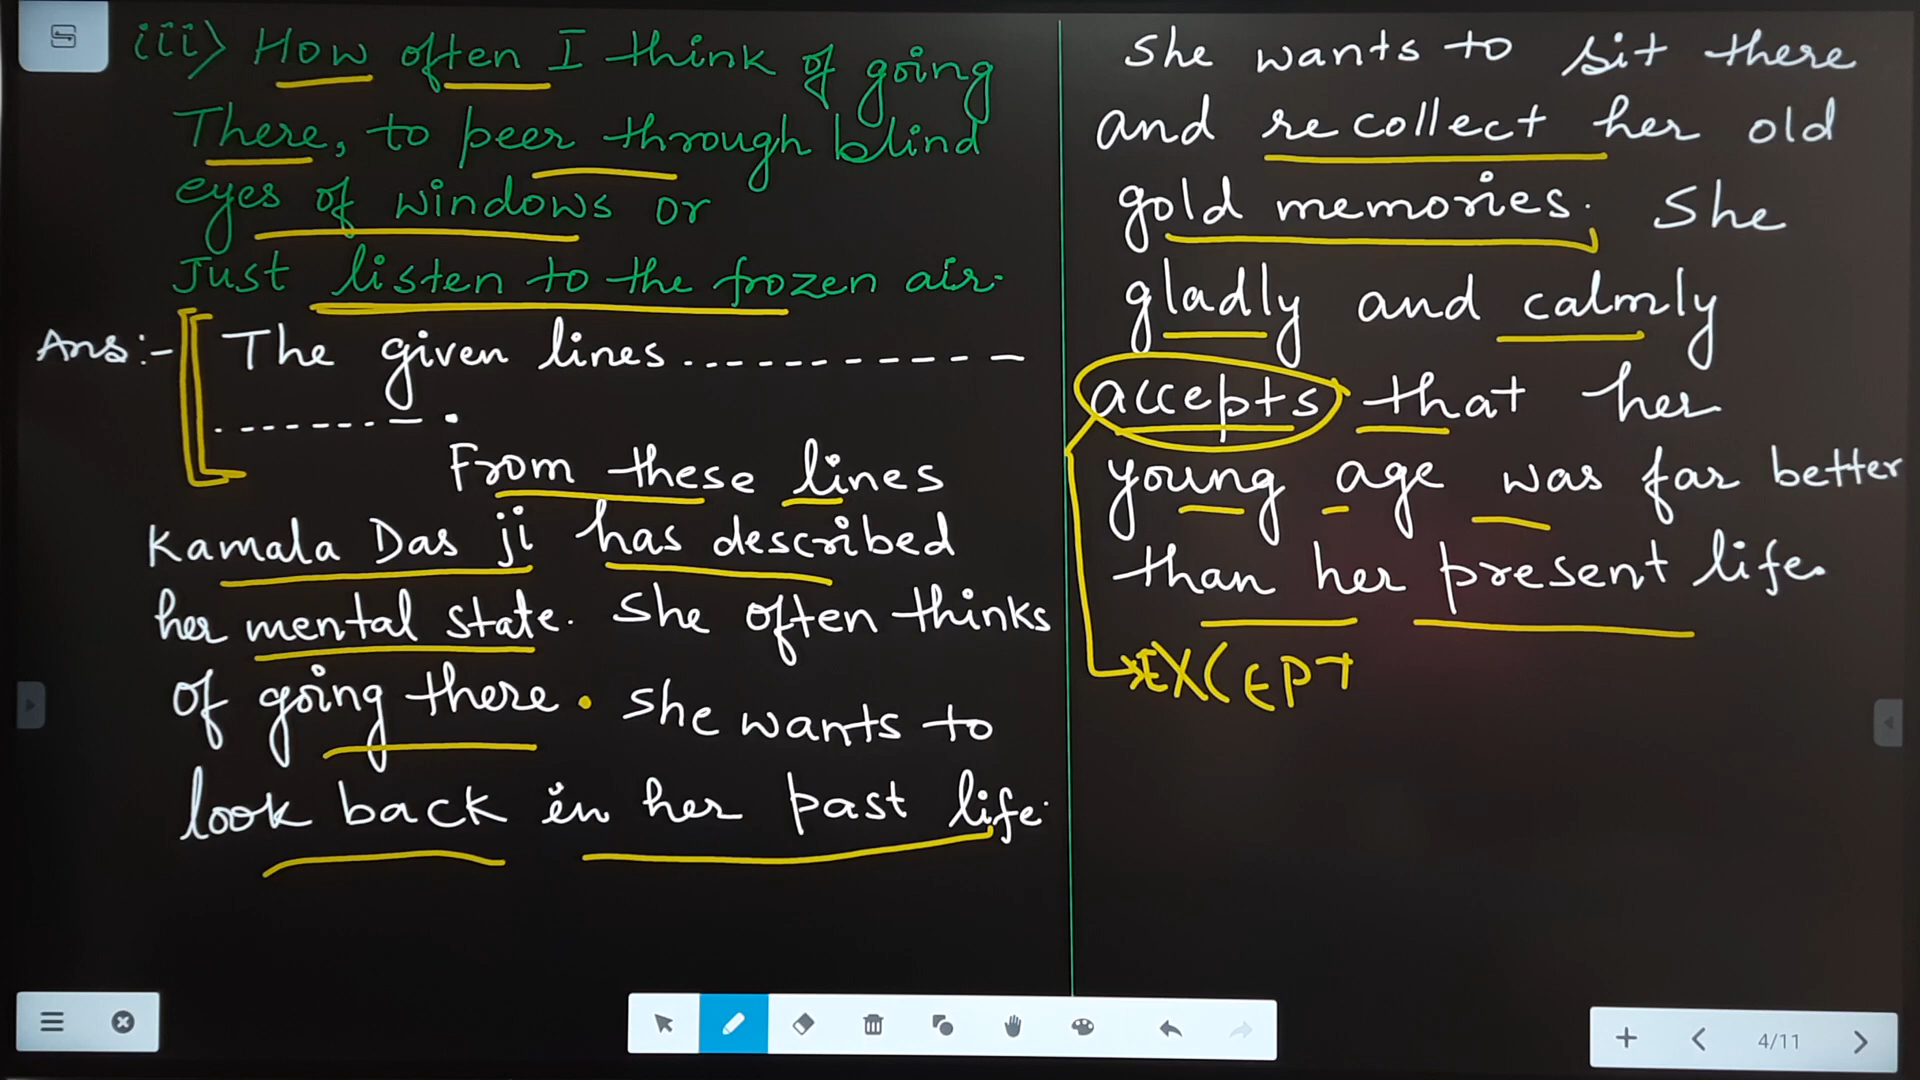 iii) How often I think of going
There, to peer through blind
eyes of windows or
Just listen to the frozen air.
Ans:- The given lines ...........
........ .
From these lines
Kamala Das ji has described
her mental state. She often thinks
of going there. She wants to
look back in her past life.
She wants to sit there
and recollect her old
gold memories. She
gladly and calmly
accepts that her
young age was far better
than her present life.
EXCEPT
4/11